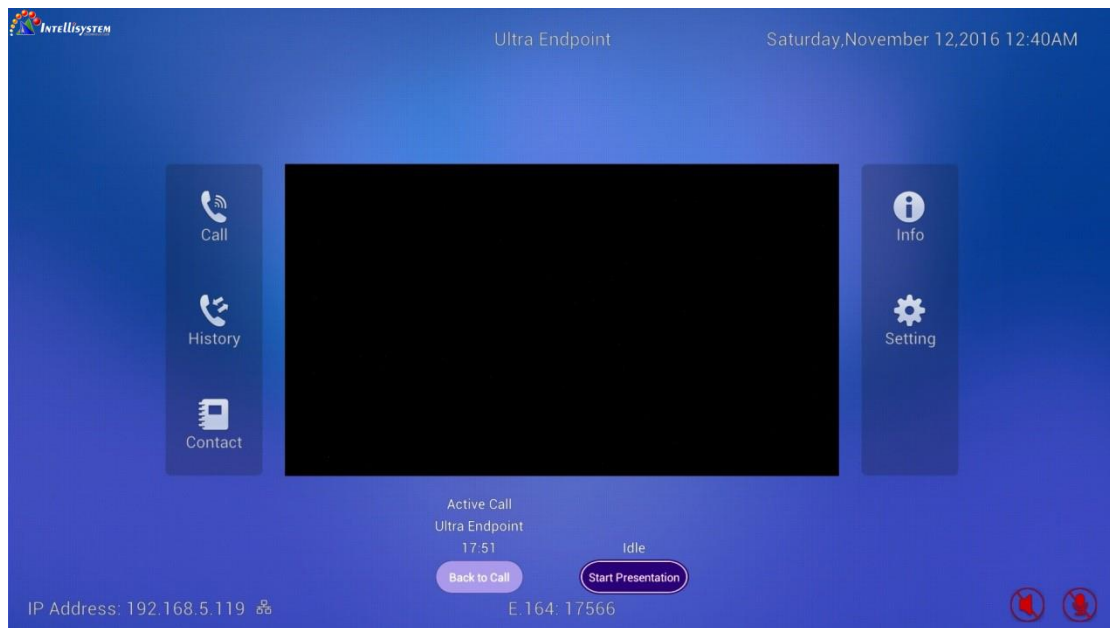 INTELLISYSTEM
Ultra Endpoint
Saturday,November 12,2016 12:40AM
Call
History
Contact
Info
Setting
Active Call
Ultra Endpoint
17:51
Idle
Back to Call
Start Presentation
IP Address: 192.168.5.119
E.164: 17566